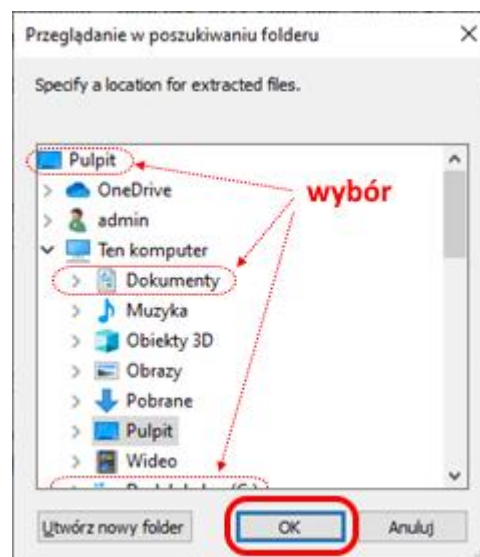 Przeglądanie w poszukiwaniu folderu
Specify a location for extracted files.
Pulpit
OneDrive
wybór
admin
Ten komputer
Dokumenty
Muzyka
Obiekty 3D
Obrazy
Pobrane
Pulpit
Wideo
Utwórz nowy folder
OK
Anuluj